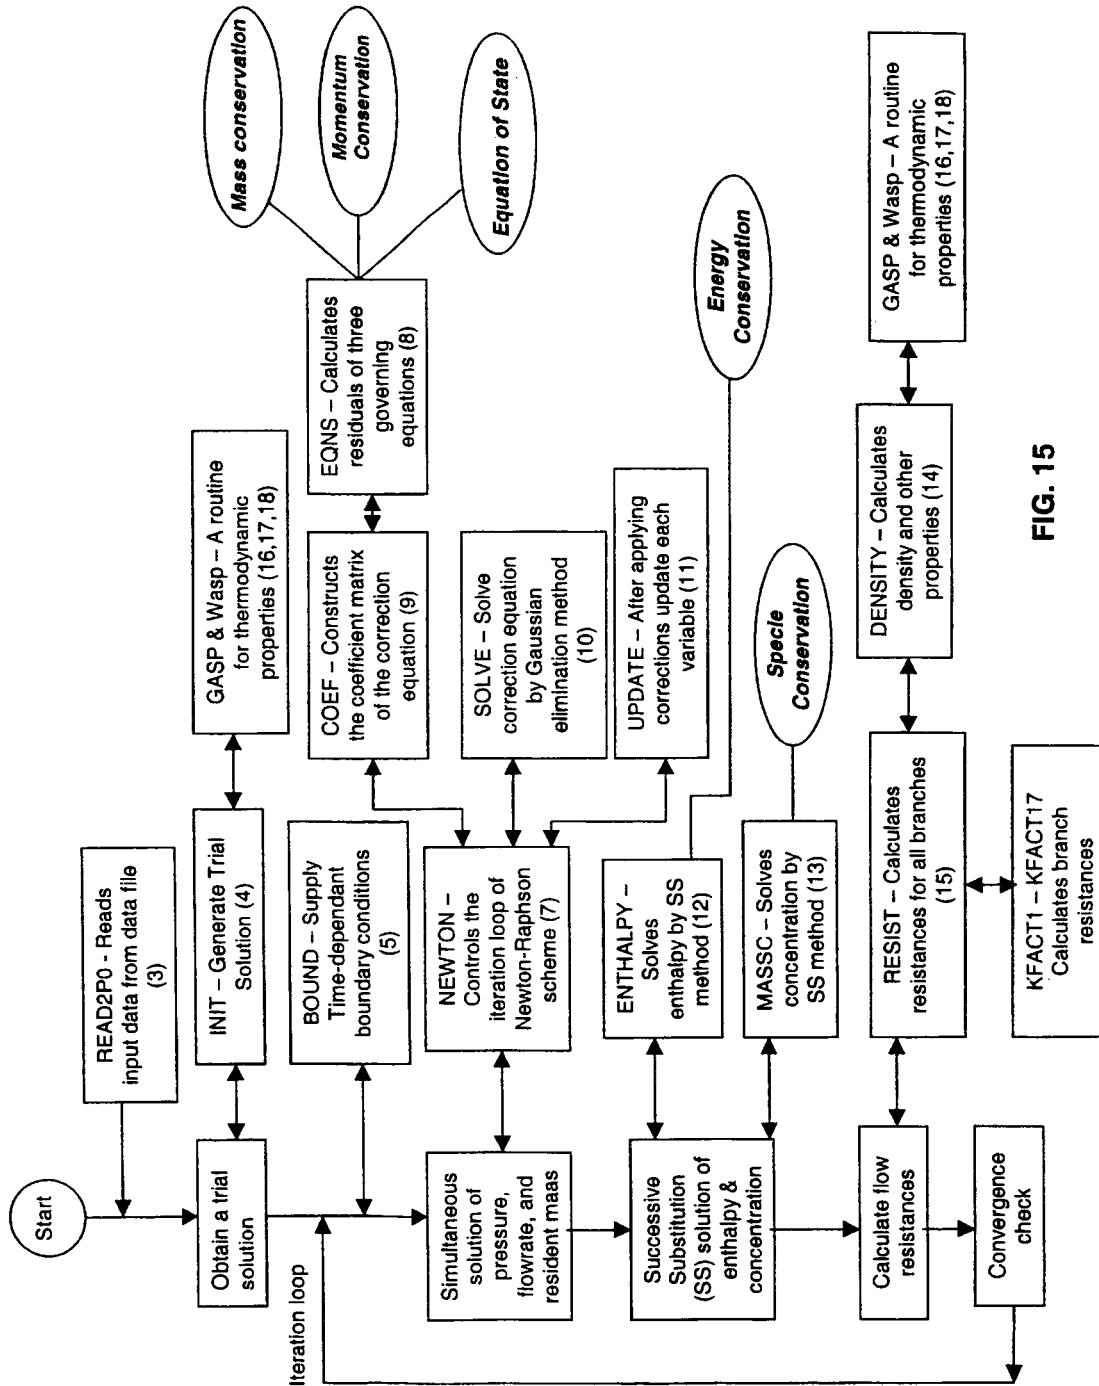 Start
READ2P0 - Reads
input data from data file
(3)
Obtain a trial
solution
INIT – Generate Trial
Solution (4)
GASP & Wasp – A routine
for thermodynamic
properties (16,17,18)
Iteration loop
BOUND – Supply
Time-dependant
boundary conditions
(5)
Simultaneous
solution of
pressure,
flowrate, and
resident maas
NEWTON –
Controls the
iteration loop of
Newton-Raphson
scheme (7)
COEF – Constructs
the coefficient matrix
of the correction
equation (9)
EQNS – Calculates
residuals of three
governing
equations (8)
Mass conservation
Momentum
Conservation
Equation of State
SOLVE – Solve
correction equation
by Gaussian
elimination method
(10)
UPDATE – After applying
corrections update each
variable (11)
Successive
Substitution
(SS) solution of
enthalpy &
concentration
ENTHALPY –
Solves
enthalpy by SS
method (12)
Energy
Conservation
MASSC – Solves
concentration by
SS method (13)
Specie
Conservation
Calculate flow
resistances
RESIST – Calculates
resistances for all branches
(15)
DENSITY – Calculates
density and other
properties (14)
GASP & Wasp – A routine
for thermodynamic
properties (16,17,18)
Convergence
check
KFACT1 – KFACT17
Calculates branch
resistances
FIG. 15